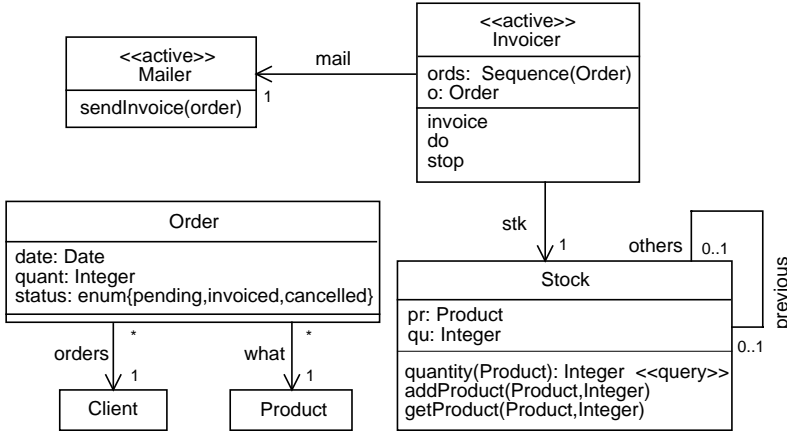 <<active>>
Mailer
sendInvoice(order)
mail
1
<<active>>
Invoicer
ords: Sequence(Order)
o: Order
invoice
do
stop
Order
date: Date
quant: Integer
status: enum{pending,invoiced,cancelled}
*
orders
1
Client
*
what
1
Product
stk
1
others
0..1
previous
0..1
Stock
pr: Product
qu: Integer
quantity(Product): Integer <<query>>
addProduct(Product,Integer)
getProduct(Product,Integer)